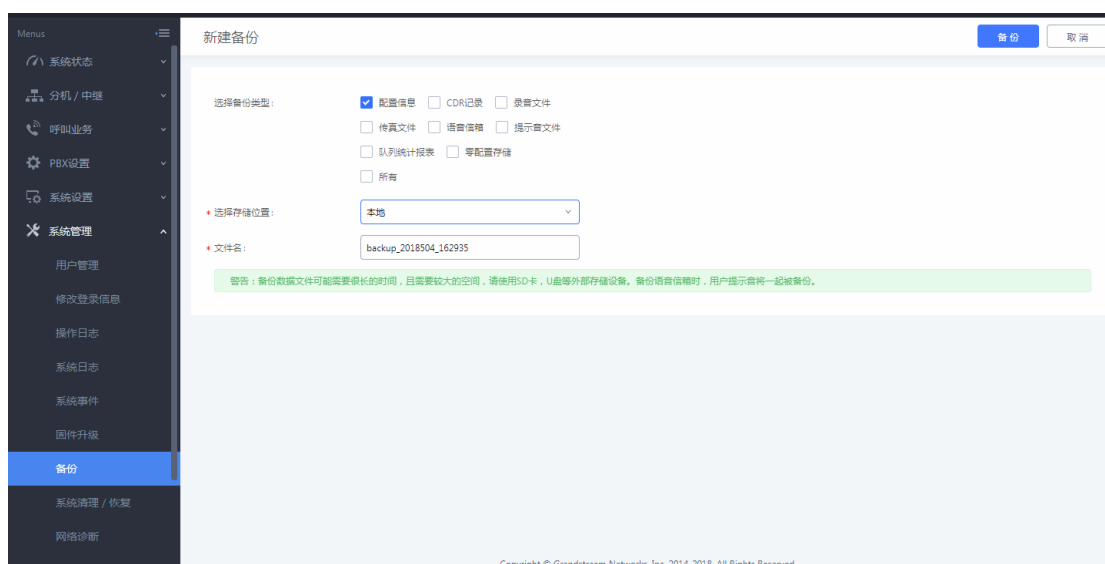 Menus
系统状态
分机 / 中继
呼叫业务
PBX设置
系统设置
系统管理
用户管理
修改登录信息
操作日志
系统日志
系统事件
固件升级
备份
系统清理 / 恢复
网络诊断
新建备份
备份
取消
选择备份类型:
配置信息 CDR记录 录音文件
传真文件 语音信箱 提示音文件
队列统计报表 零配置存储
所有
* 选择存储位置:
本地
* 文件名:
backup_2018504_162935
警告:备份数据文件可能需要很长的时间,且需要较大的空间,请使用SD卡,U盘等外部存储设备。备份语音信箱时,用户提示音将一起被备份。
Copyright © Grandstream Networks, Inc. 2014-2018. All Rights Reserved.